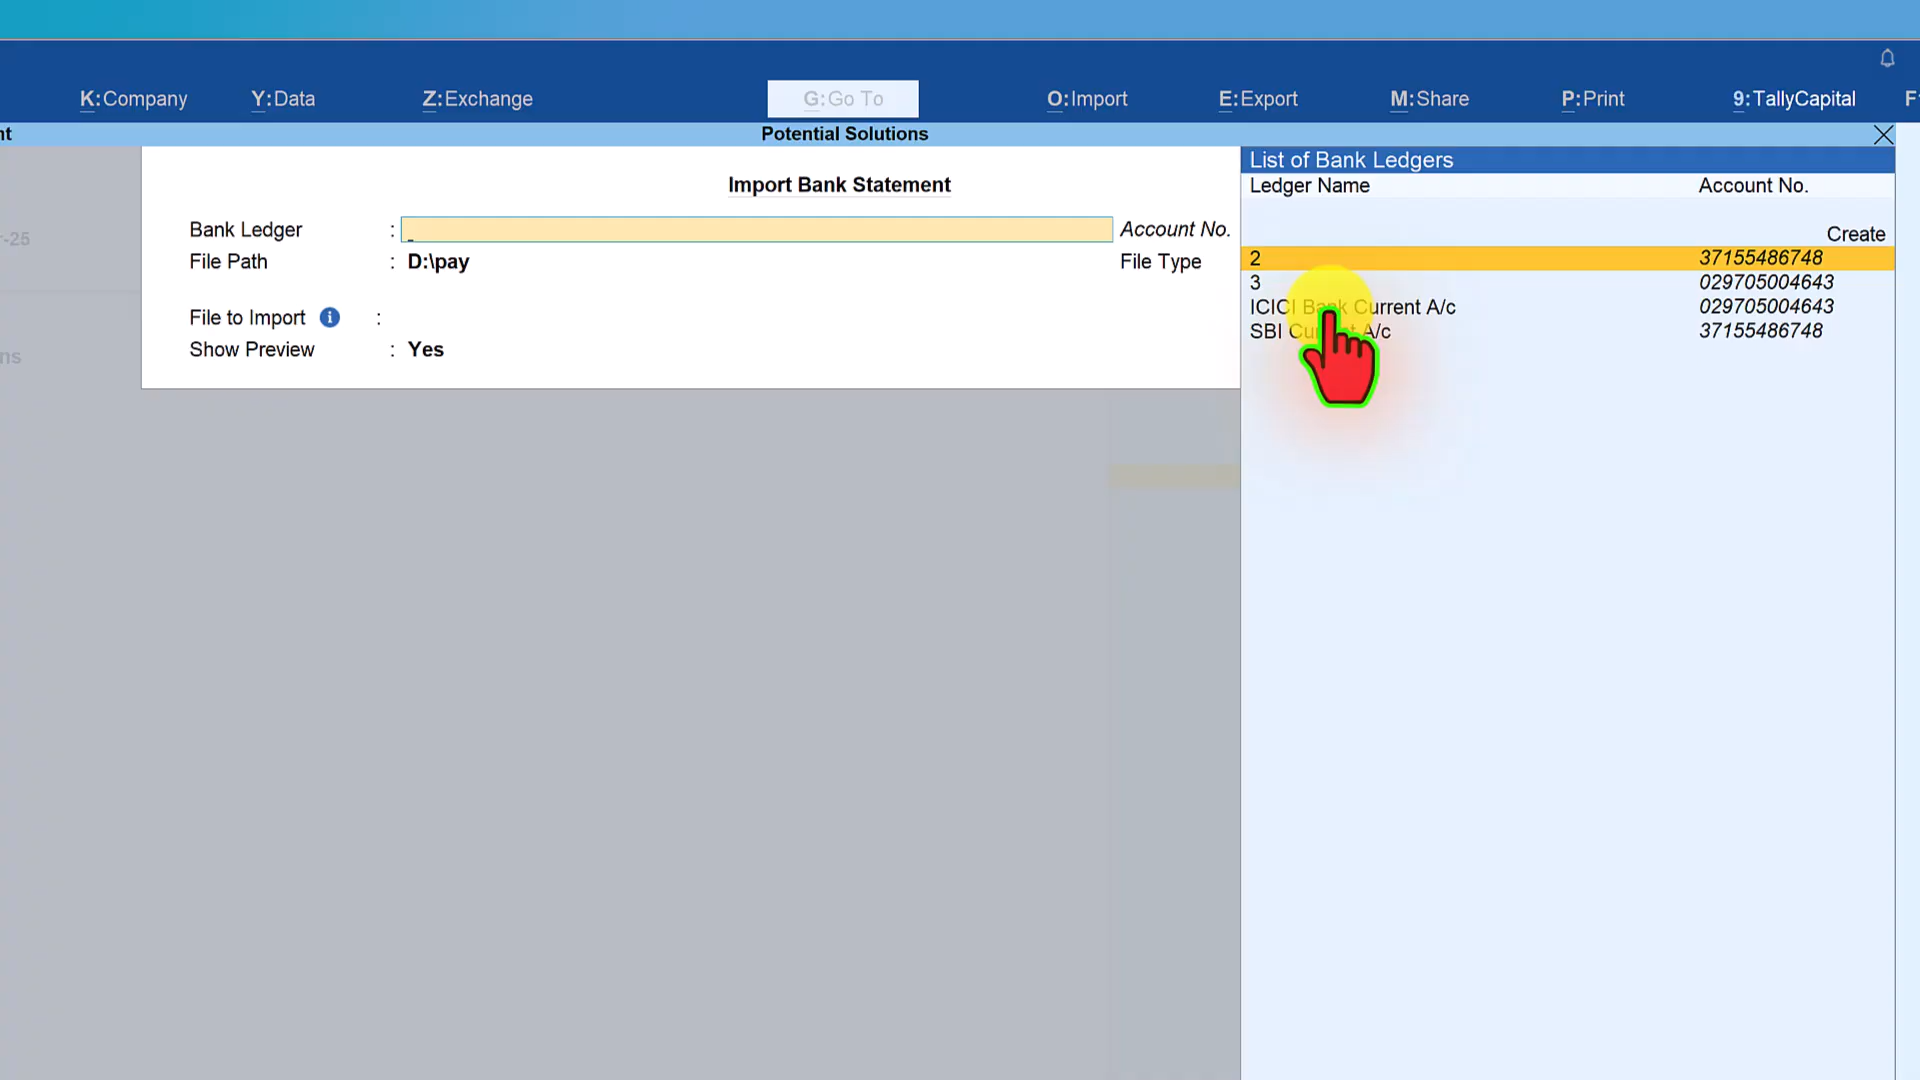 K:Company Y:Data Z:Exchange G:Go To O:Import E:Export M:Share P:Print 9:TallyCapital
nt Potential Solutions
Import Bank Statement
Bank Ledger : Account No.
File Path : D:\pay File Type
File to Import i :
Show Preview : Yes
List of Bank Ledgers
Ledger Name Account No.
Create
2 37155486748
3 029705004643
ICICI Bank Current A/c 029705004643
SBI Current A/c 37155486748
r-25
ns